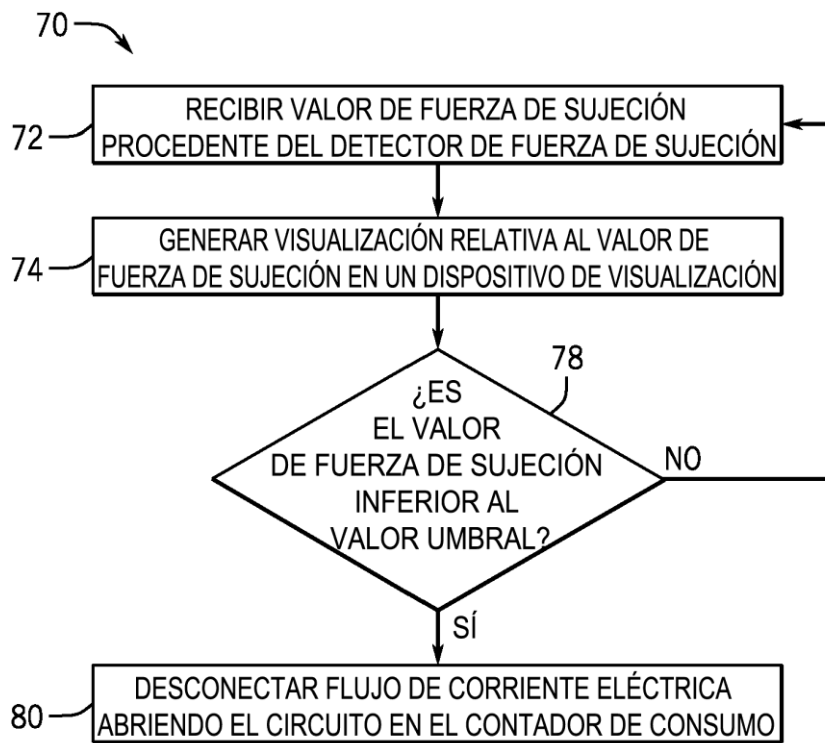 70
72
RECIBIR VALOR DE FUERZA DE SUJECIÓN
PROCEDENTE DEL DETECTOR DE FUERZA DE SUJECIÓN
74
GENERAR VISUALIZACIÓN RELATIVA AL VALOR DE
FUERZA DE SUJECIÓN EN UN DISPOSITIVO DE VISUALIZACIÓN
78
¿ES
EL VALOR
DE FUERZA DE SUJECIÓN
INFERIOR AL
VALOR UMBRAL?
NO
SÍ
80
DESCONECTAR FLUJO DE CORRIENTE ELÉCTRICA
ABRIENDO EL CIRCUITO EN EL CONTADOR DE CONSUMO